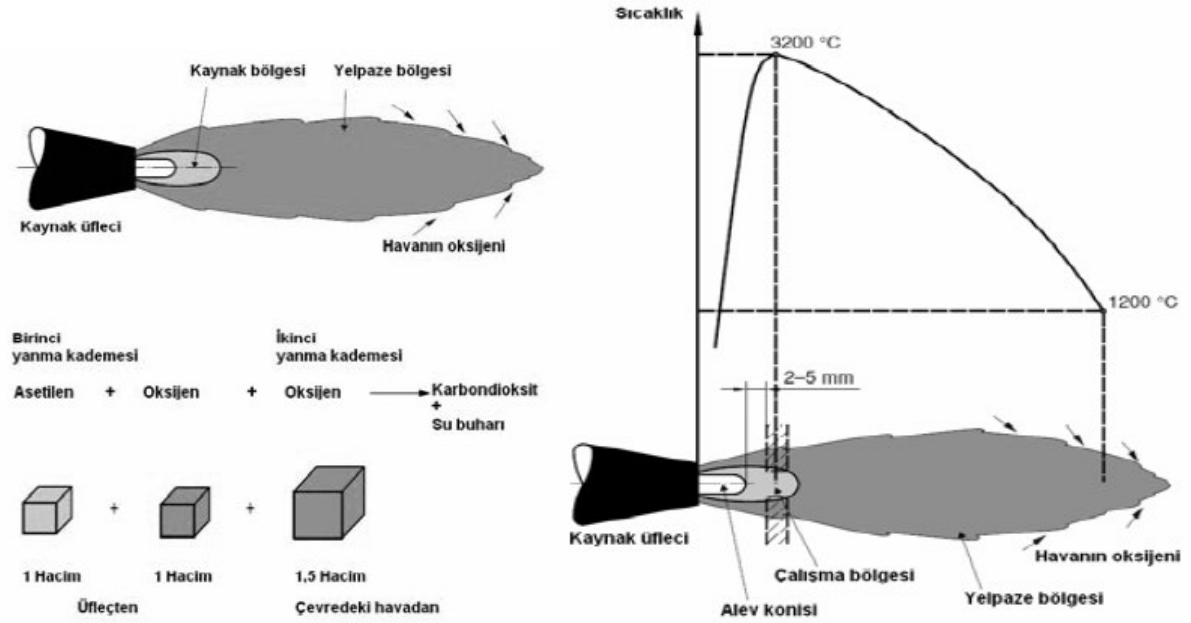 Kaynak bölgesi
Yelpaze bölgesi
Kaynak üfleci
Havanın oksijeni
Birinci
yanma kademesi
İkinci
yanma kademesi
Asetilen + Oksijen + Oksijen → Karbondioksit
+
Su buharı
+ +
1 Hacim 1 Hacim 1,5 Hacim
Üfleçten Çevredeki havadan
Sıcaklık
3200 °C
1200 °C
2–5 mm
Kaynak üfleci
Havanın oksijeni
Çalışma bölgesi
Yelpaze bölgesi
Alev konisi